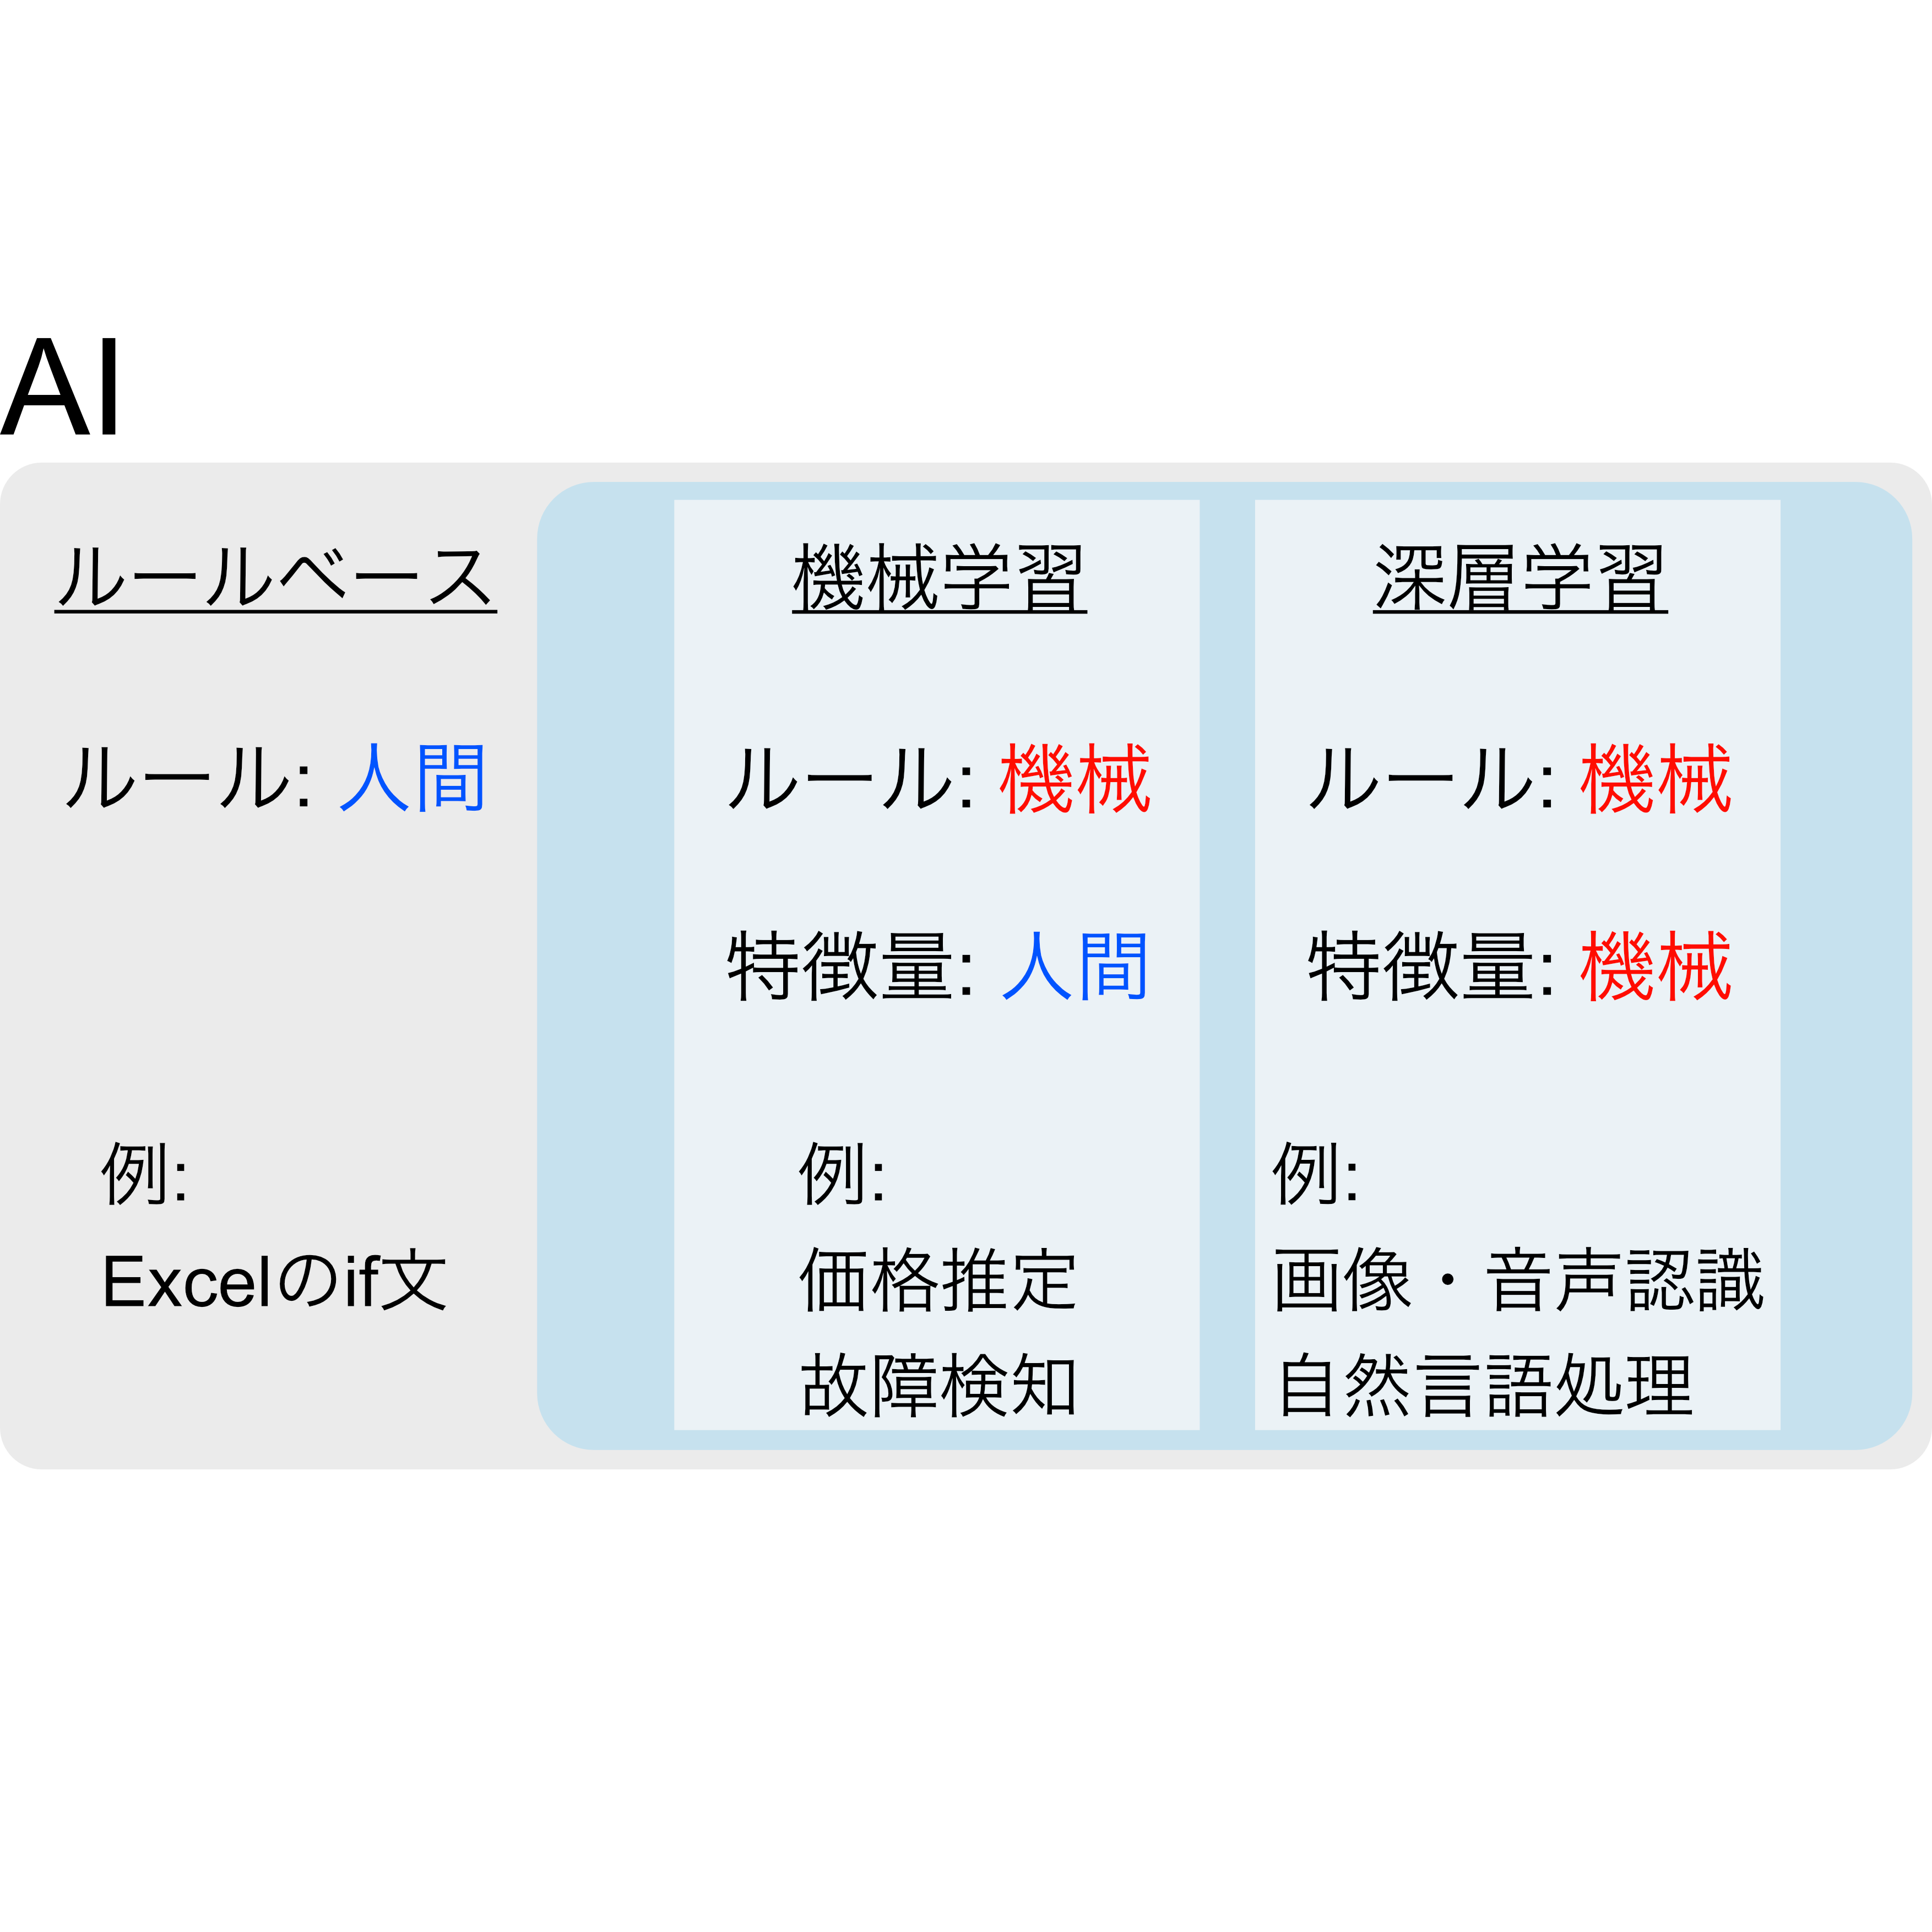 AI
ルールベース
ルール: 人間
例:
Excelのif文
機械学習
ルール: 機械
特徴量: 人間
例:
価格推定
故障検知
深層学習
ルール: 機械
特徴量: 機械
例:
画像・音声認識
自然言語処理